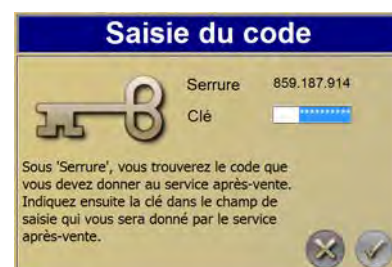 Saisie du code
Serrure 859.187.914
Clé **********
Sous 'Serrure', vous trouverez le code que
vous devez donner au service après-vente.
Indiquez ensuite la clé dans le champ de
saisie qui vous sera donné par le service
après-vente.